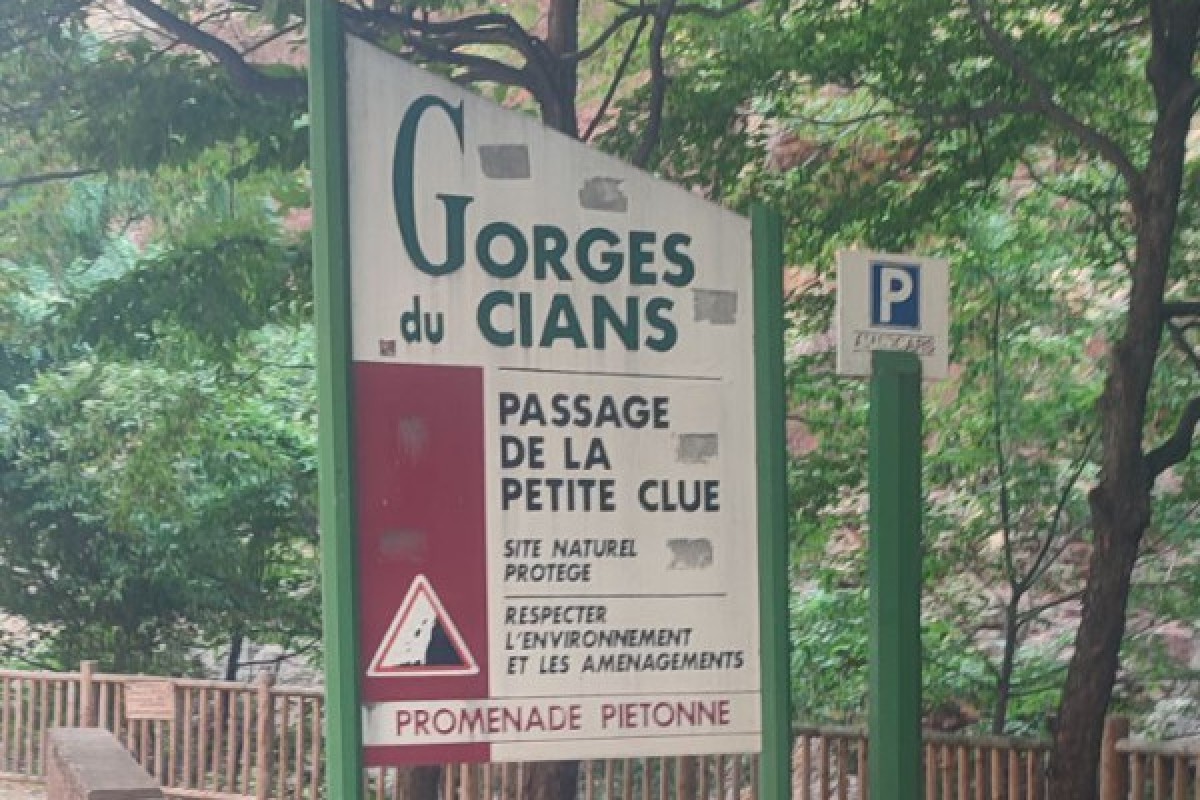 GORGES
du CIANS
PASSAGE
DE LA
PETITE CLUE
SITE NATUREL
PROTEGE
RESPECTER
L'ENVIRONNEMENT
ET LES AMENAGEMENTS
PROMENADE PIETONNE
P